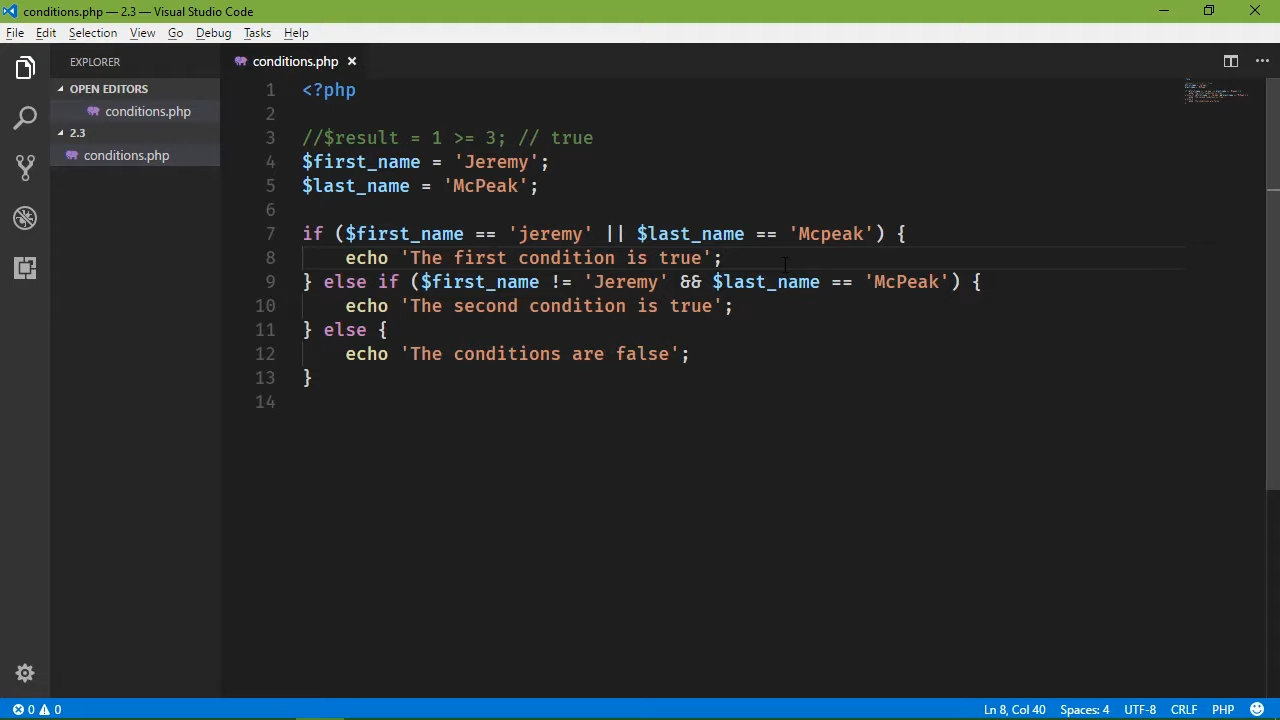 conditions.php — 2.3 — Visual Studio Code
File Edit Selection View Go Debug Tasks Help
EXPLORER
OPEN EDITORS
conditions.php
2.3
conditions.php
conditions.php
1 <?php
2
3 //$result = 1 >= 3; // true
4 $first_name = 'Jeremy';
5 $last_name = 'McPeak';
6
7 if ($first_name == 'jeremy' || $last_name == 'Mcpeak') {
8     echo 'The first condition is true';
9 } else if ($first_name != 'Jeremy' && $last_name == 'McPeak') {
10     echo 'The second condition is true';
11 } else {
12     echo 'The conditions are false';
13 }
14
0 0 Ln 8, Col 40 Spaces: 4 UTF-8 CRLF PHP